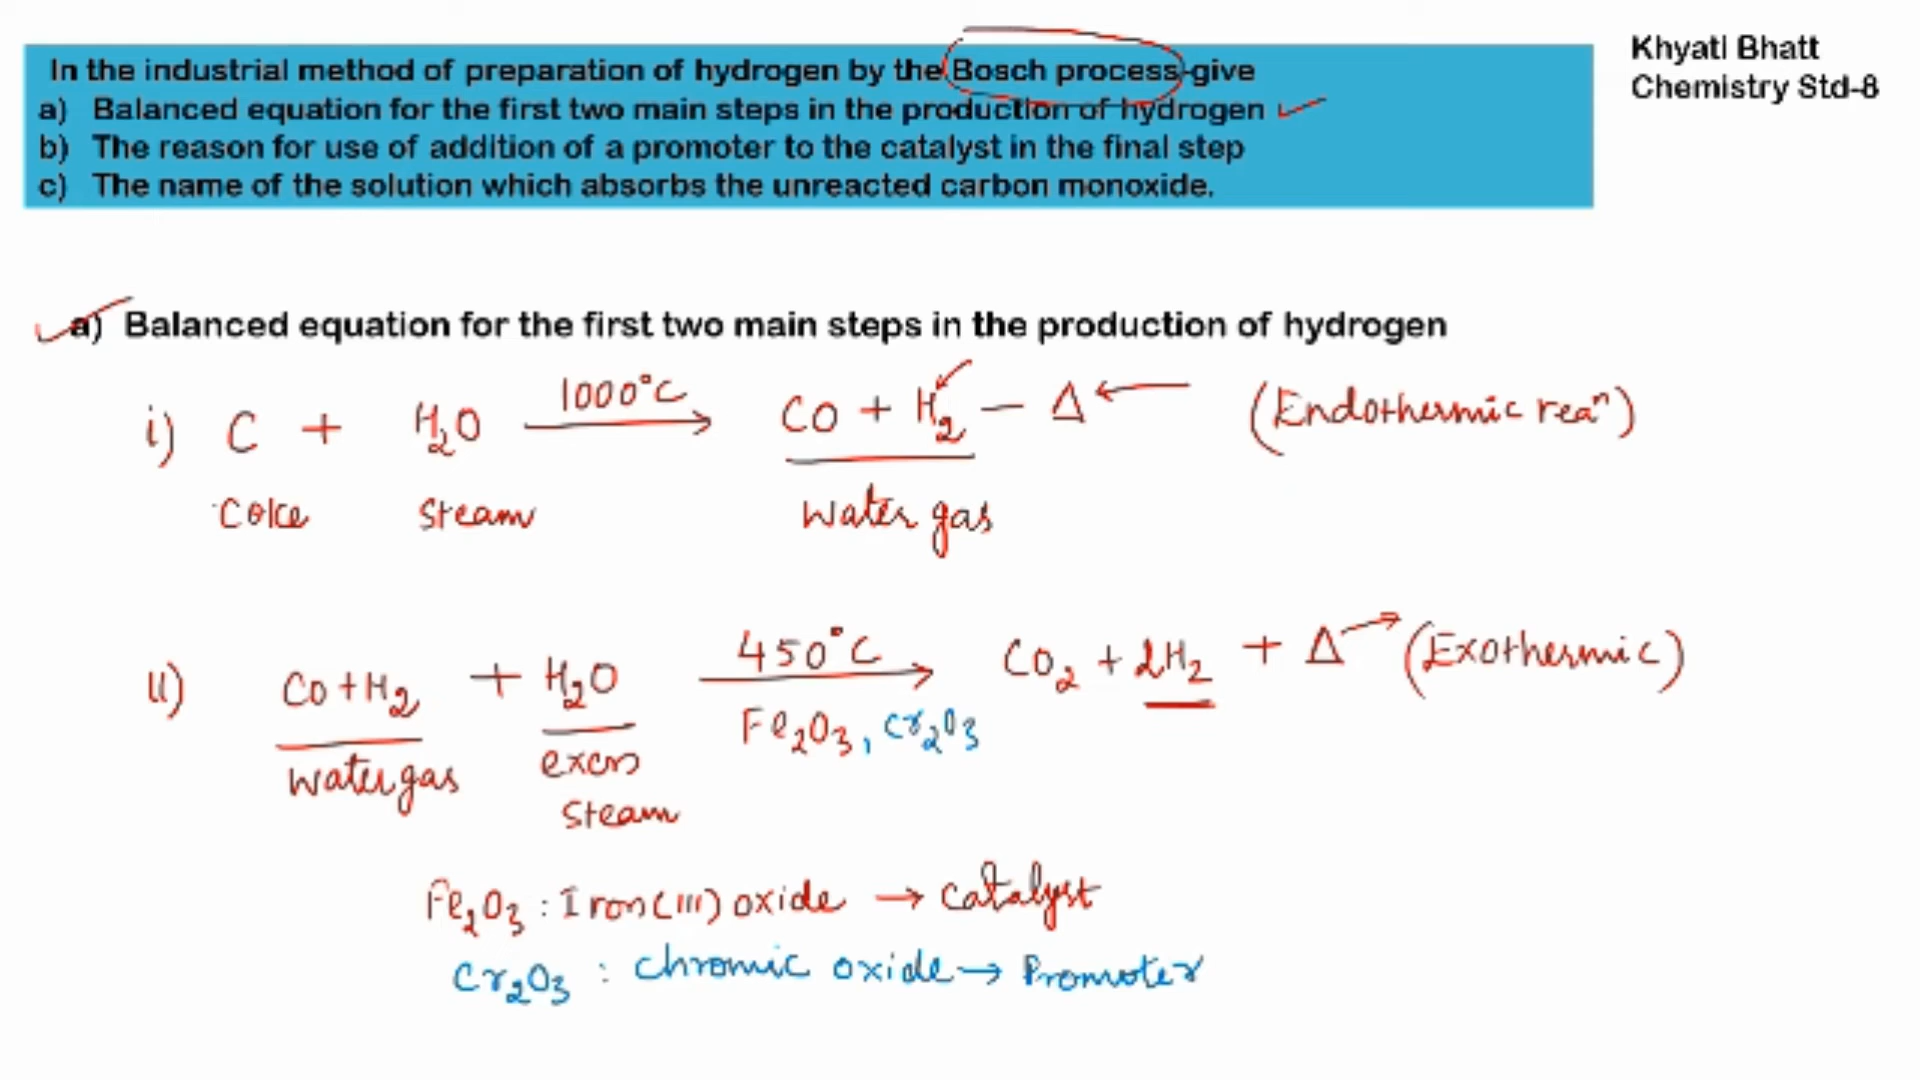 Khyati Bhatt
Chemistry Std-8
In the industrial method of preparation of hydrogen by the Bosch process give
a) Balanced equation for the first two main steps in the production of hydrogen
b) The reason for use of addition of a promoter to the catalyst in the final step
c) The name of the solution which absorbs the unreacted carbon monoxide.
a) Balanced equation for the first two main steps in the production of hydrogen
i) C + H₂O 1000°C → CO + H₂ — Δ ← (Endothermic reaⁿ)
Coke steam water gas
II) CO+H₂ + H₂O 450°C → CO₂ + 2H₂ + Δ → (Exothermic)
Fe₂O₃, Cr₂O₃
water gas excess
steam
Fe₂O₃ : Iron(III) oxide → catalyst
Cr₂O₃ : chromic oxide → Promoter